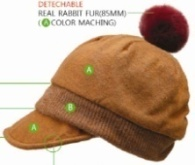 DETECHABLE
REAL RABBIT FUR(85MM)
(A COLOR MACHING)
A
A
B